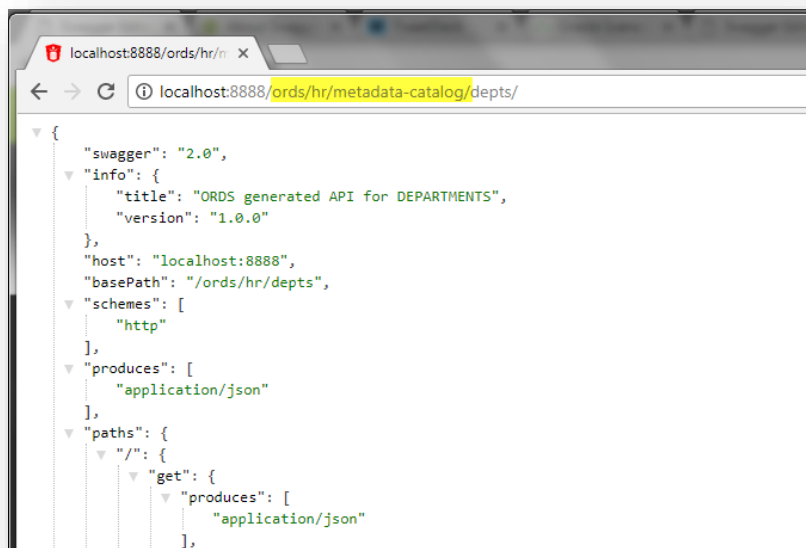 localhost:8888/ords/hr/m
localhost:8888/ords/hr/metadata-catalog/depts/
{
"swagger": "2.0",
"info": {
"title": "ORDS generated API for DEPARTMENTS",
"version": "1.0.0"
},
"host": "localhost:8888",
"basePath": "/ords/hr/depts",
"schemes": [
"http"
],
"produces": [
"application/json"
],
"paths": {
"/": {
"get": {
"produces": [
"application/json"
],